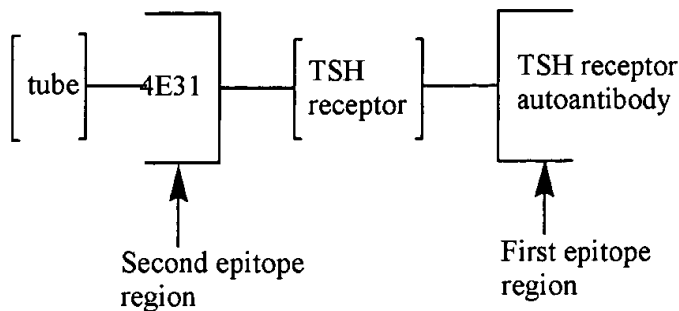 tube
4E31
TSH
receptor
TSH receptor
autoantibody
Second epitope
region
First epitope
region